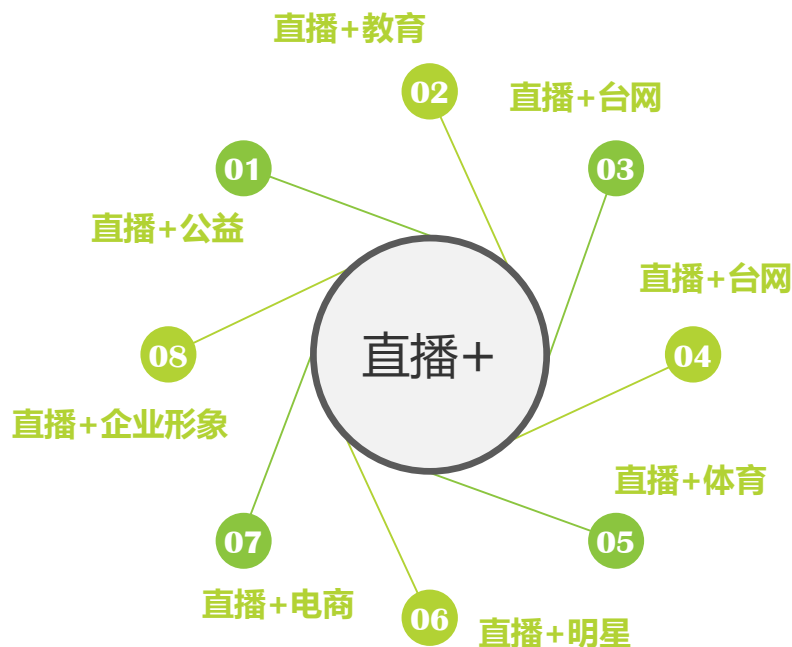 直播+教育
02
直播+台网
01
03
直播+公益
直播+台网
直播+
08
04
直播+企业形象
直播+体育
07
05
直播+电商
06
直播+明星